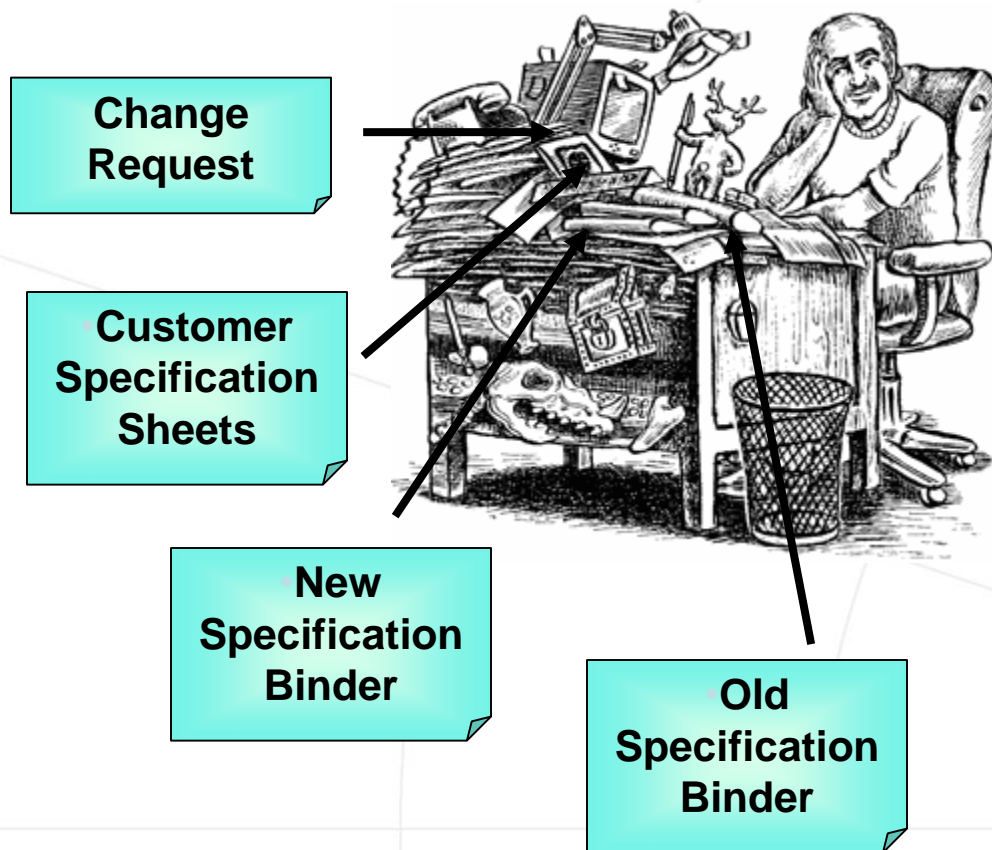 Change
Request
•Customer
Specification
Sheets
•New
Specification
Binder
•Old
Specification
Binder